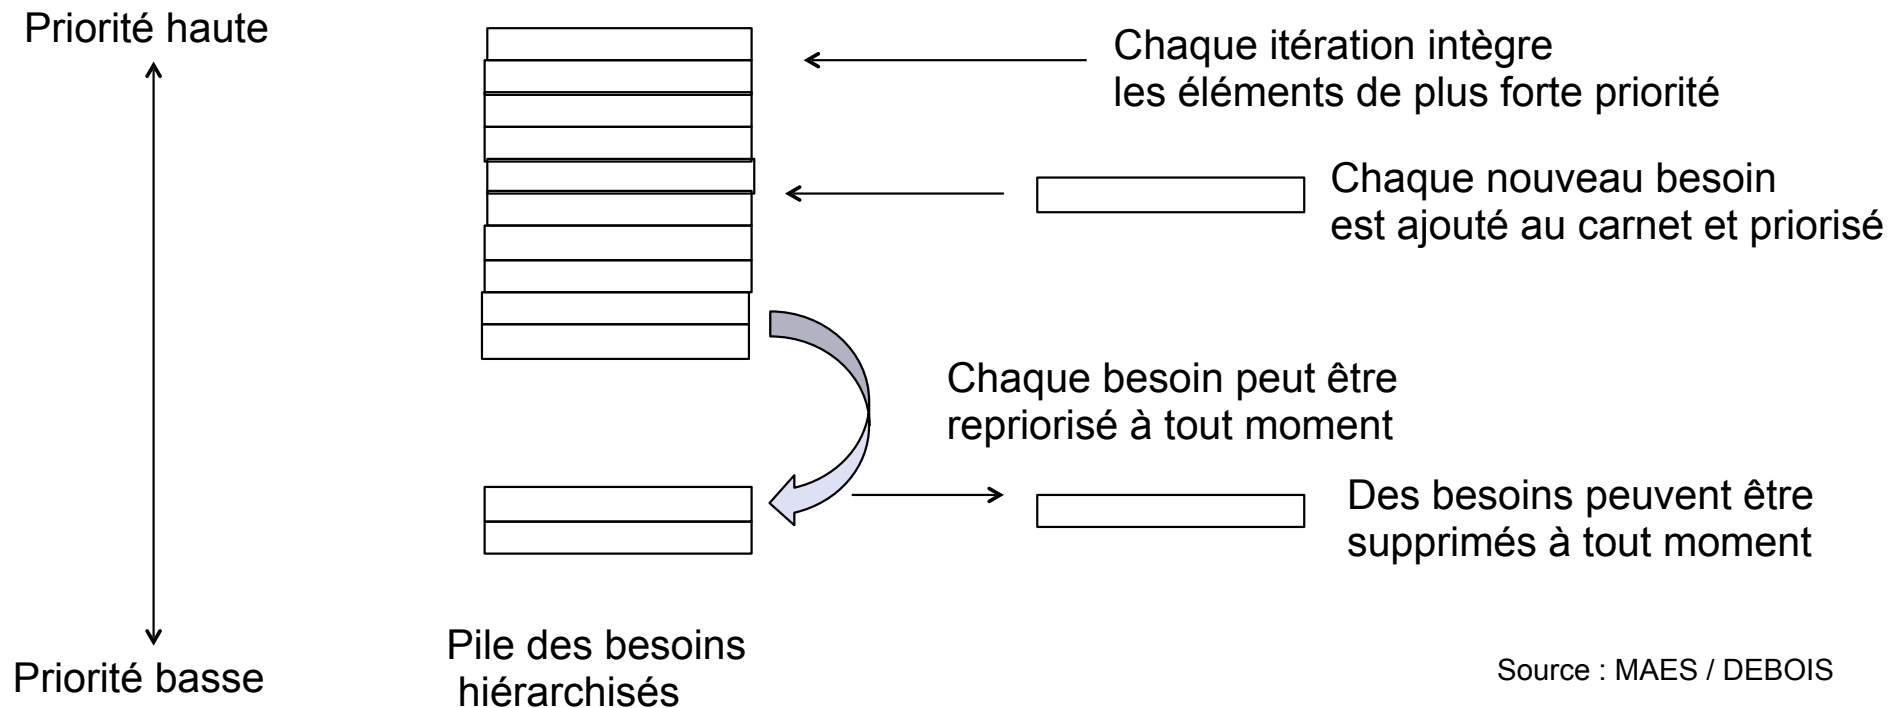 Priorité haute
Chaque itération intègre
les éléments de plus forte priorité
Chaque nouveau besoin
est ajouté au carnet et priorisé
Chaque besoin peut être
repriorisé à tout moment
Des besoins peuvent être
supprimés à tout moment
Priorité basse
Pile des besoins
hiérarchisés
Source : MAES / DEBOIS